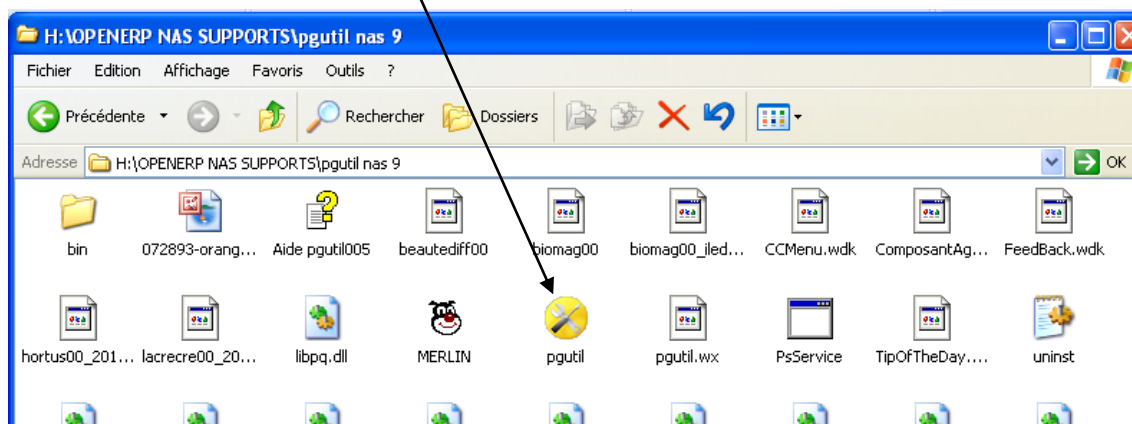 H:\OPENERP NAS SUPPORTS\pgutil nas 9
Fichier Edition Affichage Favoris Outils ?
Précédente Rechercher Dossiers
Adresse H:\OPENERP NAS SUPPORTS\pgutil nas 9 OK
bin 072893-orang... Aide pgutil005 beautediff00 biomag00 biomag00_iled... CCMenu.wdk ComposantAg... FeedBack.wdk
hortus00_201... lacrecre00_20... libpq.dll MERLIN pgutil pgutil.wx PsService TipOfTheDay.... uninst